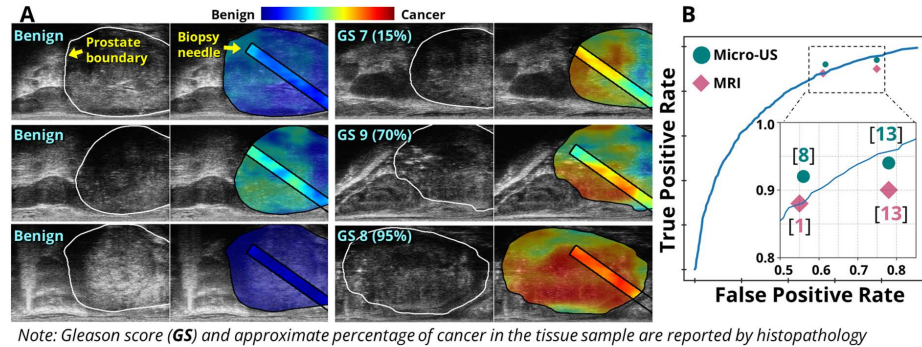 A
Benign
Cancer
B
Benign
Prostate
boundary
Biopsy
needle
GS 7 (15%)
Benign
GS 9 (70%)
Benign
GS 8 (95%)
Micro-US
MRI
True Positive Rate
1.0
0.9
0.8
[8]
[13]
[1]
[13]
0.5
0.6
0.7
0.8
False Positive Rate
Note: Gleason score (GS) and approximate percentage of cancer in the tissue sample are reported by histopathology